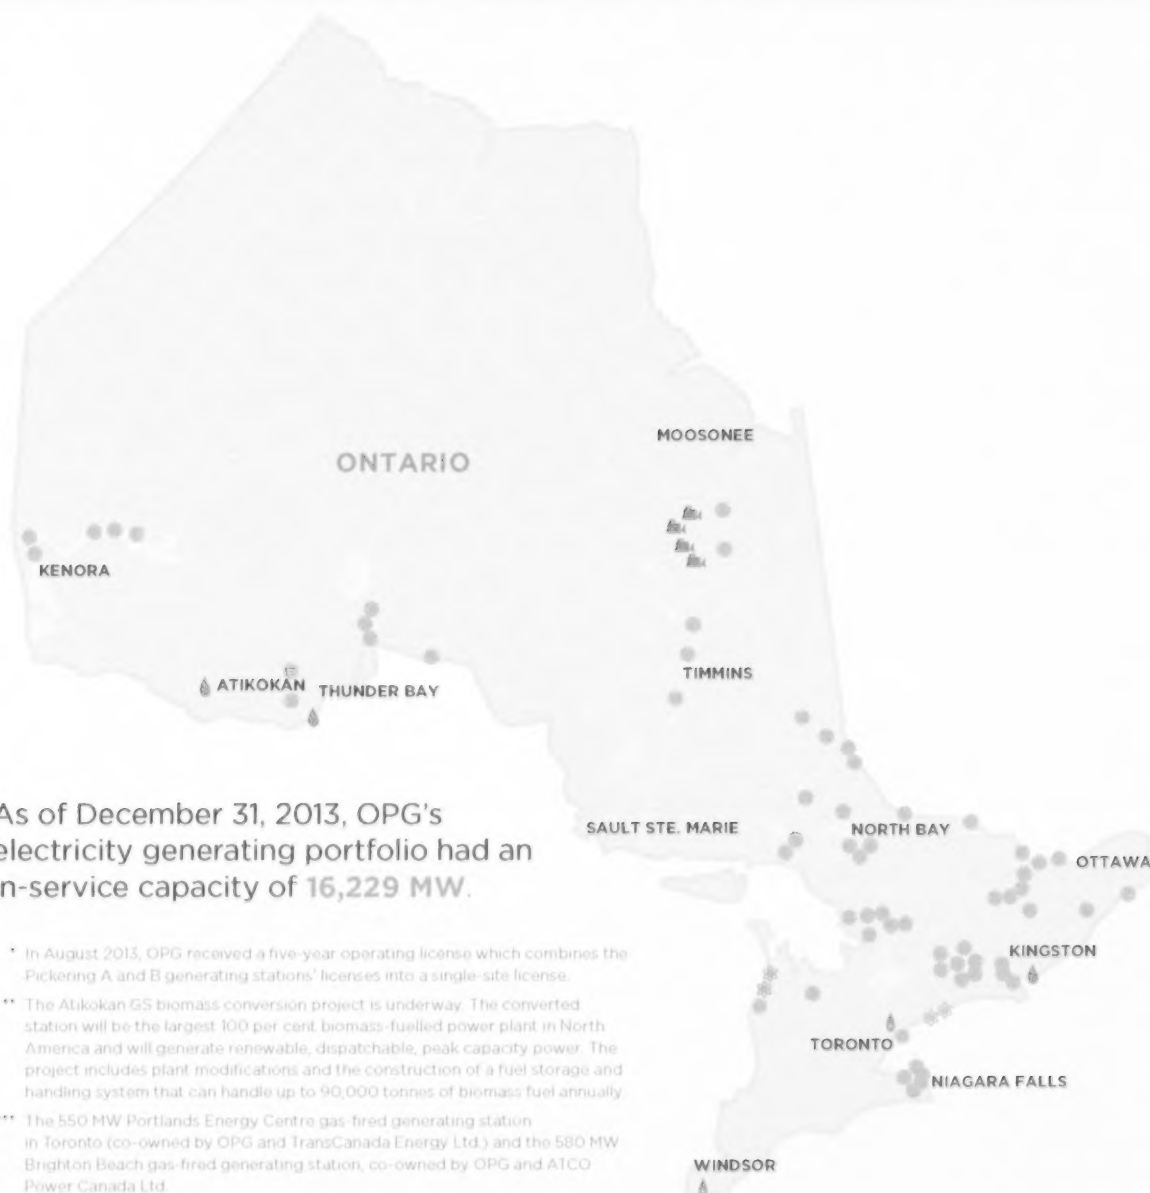 MOOSONEE
ONTARIO
KENORA
ATIKOKAN
THUNDER BAY
TIMMINS
As of December 31, 2013, OPG's
electricity generating portfolio had an
in-service capacity of 16,229 MW.
SAULT STE. MARIE
NORTH BAY
OTTAWA
KINGSTON
TORONTO
NIAGARA FALLS
WINDSOR
* In August 2013, OPG received a five-year operating license which combines the
Pickering A and B generating stations' licenses into a single-site license.
** The Atikokan GS biomass conversion project is underway. The converted
station will be the largest 100 per cent biomass-fuelled power plant in North
America and will generate renewable, dispatchable, peak capacity power. The
project includes plant modifications and the construction of a fuel storage and
handling system that can handle up to 90,000 tonnes of biomass fuel annually.
*** The 550 MW Portlands Energy Centre gas-fired generating station
in Toronto (co-owned by OPG and TransCanada Energy Ltd.) and the 580 MW
Brighton Beach gas-fired generating station, co-owned by OPG and ATCO
Power Canada Ltd.